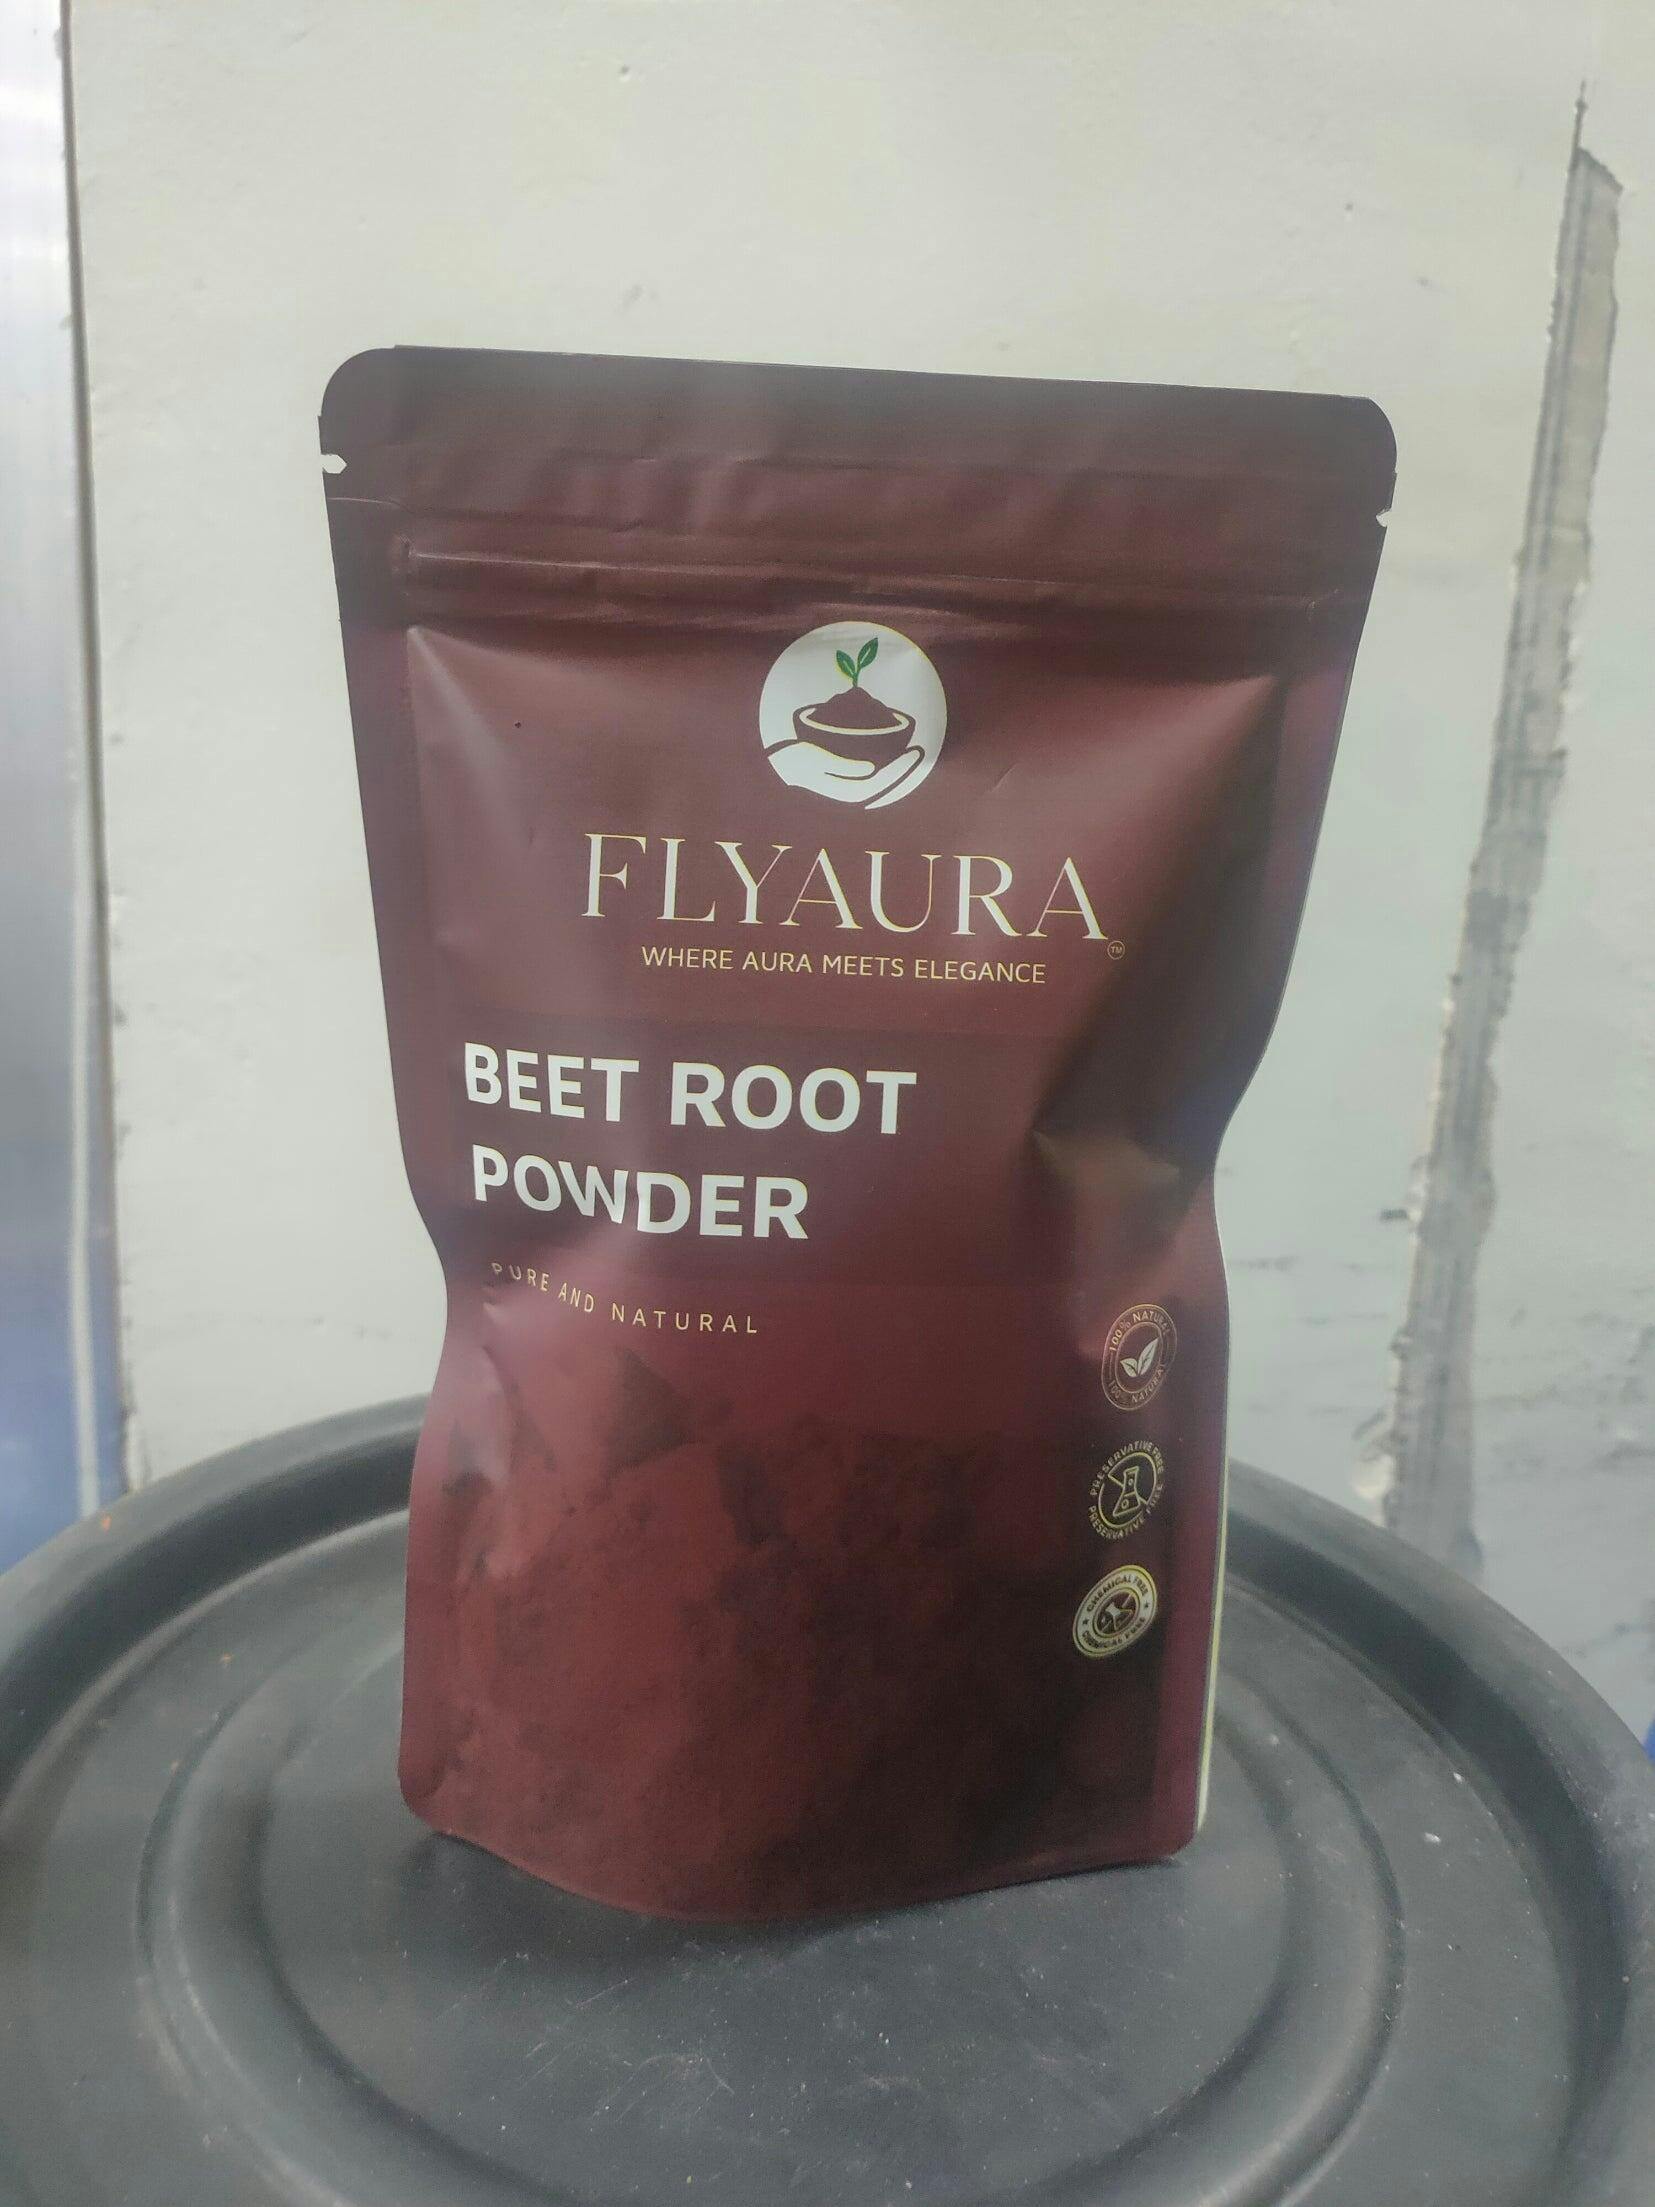 FLYAURA
TM
WHERE AURA MEETS ELEGANCE
BEET ROOT
POWDER
PURE AND NATURAL
100% NATURAL
100% NATURAL
PRESERVATIVE FREE
PRESERVATIVE FREE
CHEMICAL FREE
CHEMICAL FREE